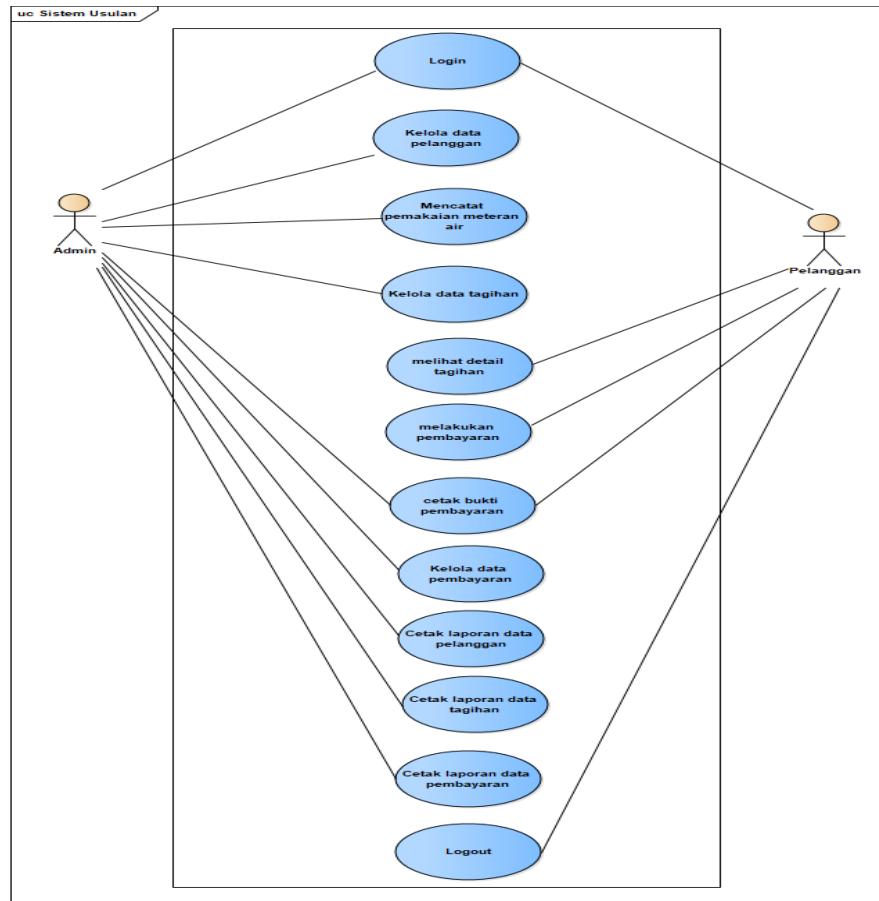 uc Sistem Usulan
Login
Kelola data
pelanggan
Mencatat
pemakaian meteran
air
Admin
Pelanggan
Kelola data tagihan
melihat detail
tagihan
melakukan
pembayaran
cetak bukti
pembayaran
Kelola data
pembayaran
Cetak laporan data
pelanggan
Cetak laporan data
tagihan
Cetak laporan data
pembayaran
Logout